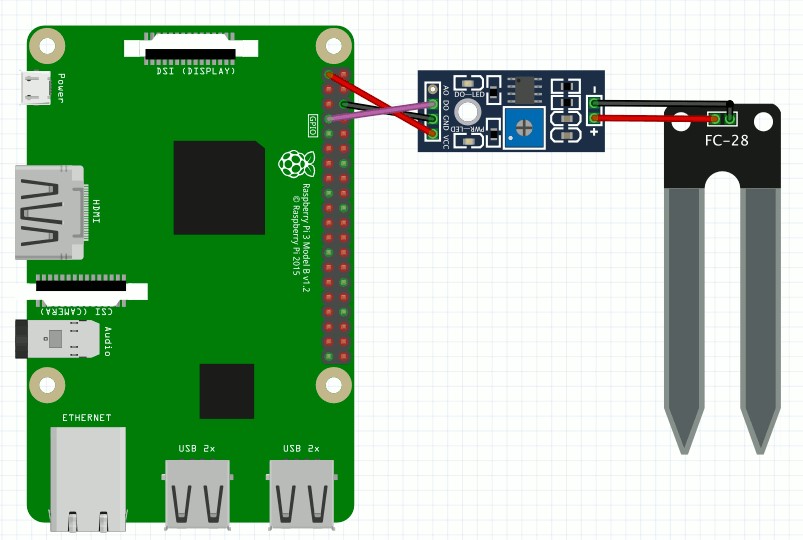 DSI (DISPLAY)
Power
HDMI
GPIO
Raspberry Pi 3 Model B v1.2
© Raspberry Pi 2015
CSI (CAMERA)
Audio
ETHERNET
USB 2x
USB 2x
AO
DO
GND
VCC
DO-LED
PWR-LED
-
+
FC-28